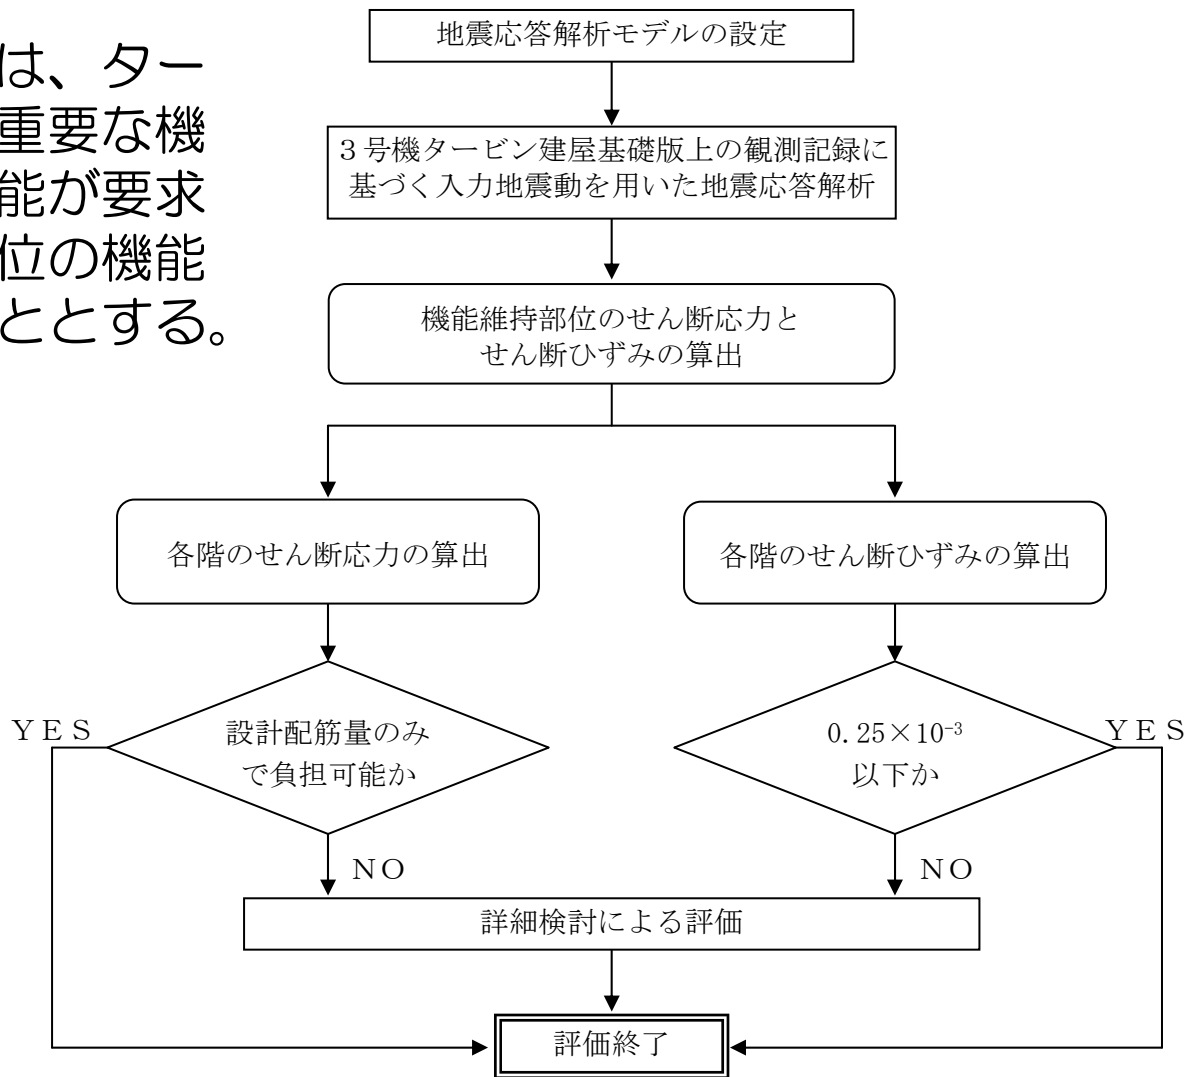 は、ター
重要な機
能が要求
位の機能
ととする。
地震応答解析モデルの設定
３号機タービン建屋基礎版上の観測記録に
基づく入力地震動を用いた地震応答解析
機能維持部位のせん断応力と
せん断ひずみの算出
各階のせん断応力の算出
各階のせん断ひずみの算出
ＹＥＳ
設計配筋量のみ
で負担可能か
0.25×10⁻³
以下か
ＹＥＳ
ＮＯ
ＮＯ
詳細検討による評価
評価終了